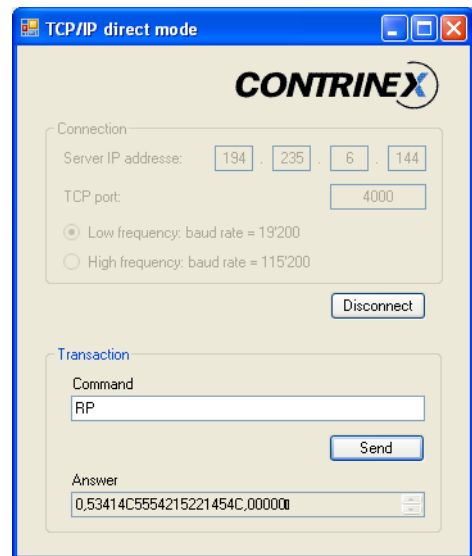 TCP/IP direct mode
CONTRINEX
Connection
Server IP addresse: 194 . 235 . 6 . 144
TCP port: 4000
Low frequency: baud rate = 19'200
High frequency: baud rate = 115'200
Disconnect
Transaction
Command
RP
Send
Answer
0,53414C5554215221454C,00000